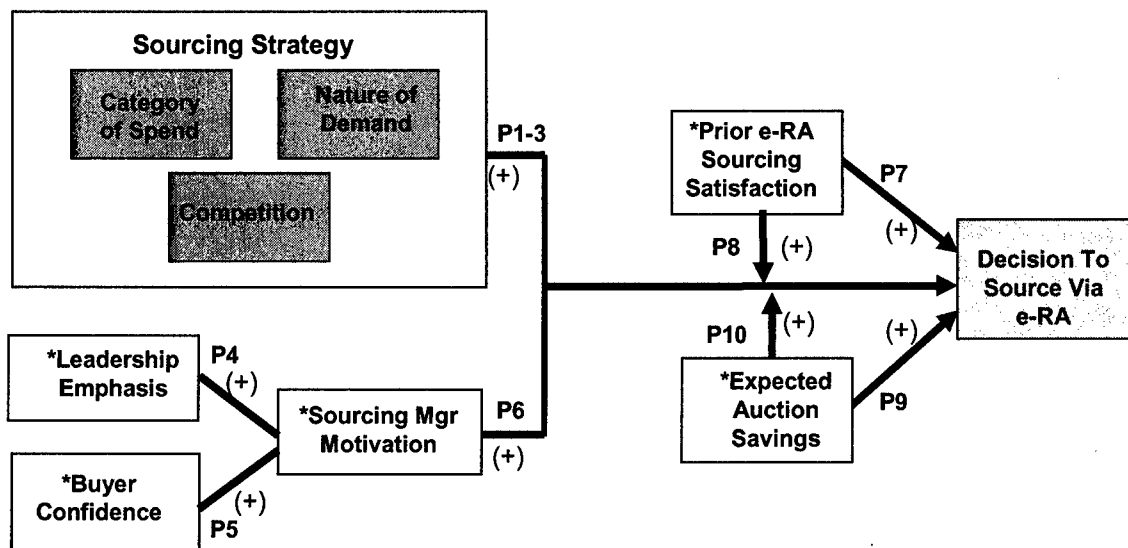 Sourcing Strategy
Category
of Spend
Nature of
Demand
Competition
P1-3
(+)
*Prior e-RA
Sourcing
Satisfaction
P7
(+)
P8
(+)
Decision To
Source Via
e-RA
*Leadership
Emphasis
P4
(+)
*Sourcing Mgr
Motivation
P6
(+)
*Buyer
Confidence
(+)
P5
P10
(+)
(+)
*Expected
Auction
Savings
P9